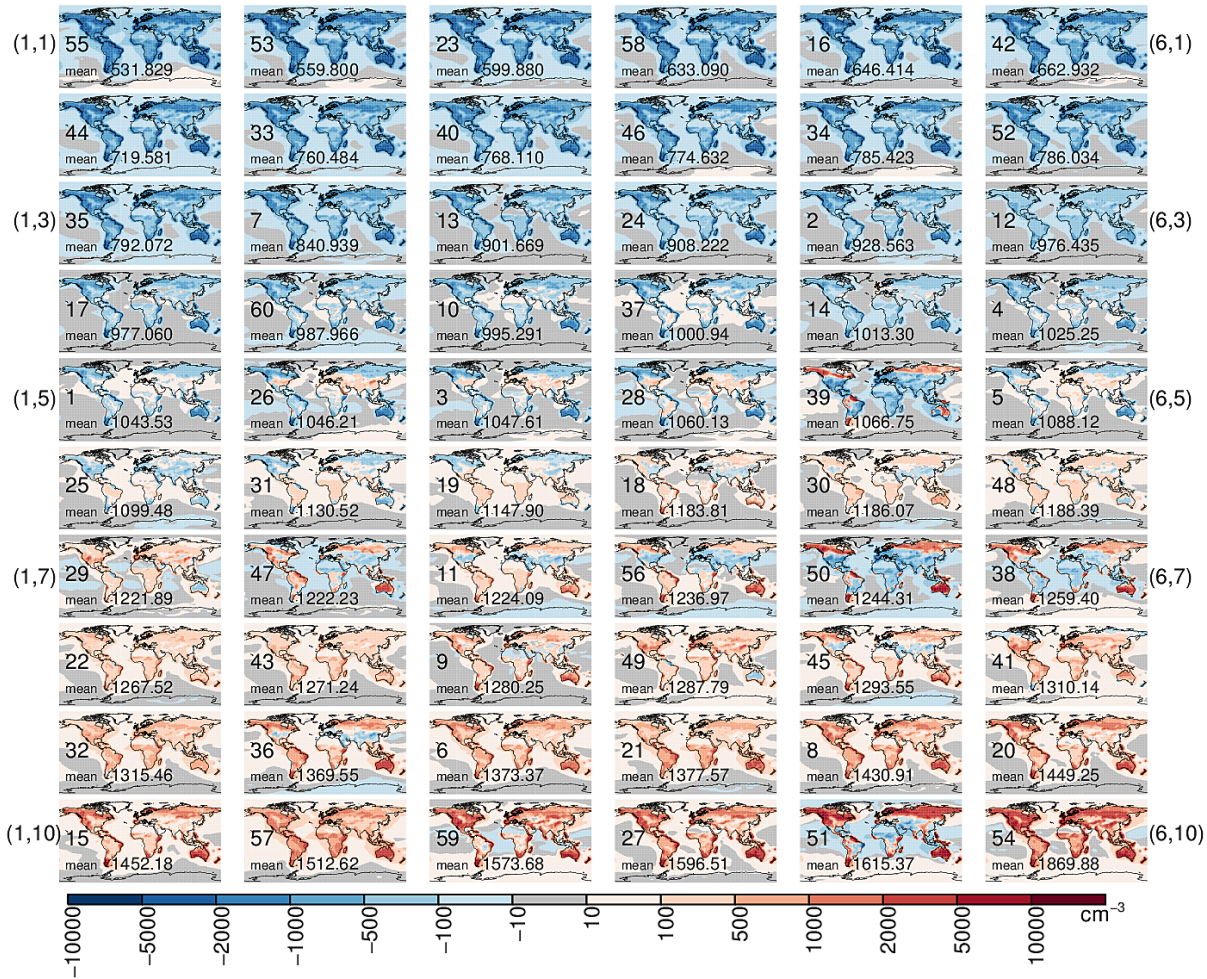 (1,1) 55 53 23 58 16 42 (6,1)
mean 531.829 mean 559.800 mean 599.880 mean 633.090 mean 646.414 mean 662.932
44 33 40 46 34 52
mean 719.581 mean 760.484 mean 768.110 mean 774.632 mean 785.423 mean 786.034
(1,3) 35 7 13 24 2 12 (6,3)
mean 792.072 mean 840.939 mean 901.669 mean 908.222 mean 928.563 mean 976.435
17 60 10 37 14 4
mean 977.060 mean 987.966 mean 995.291 mean 1000.94 mean 1013.30 mean 1025.25
(1,5) 1 26 3 28 39 5 (6,5)
mean 1043.53 mean 1046.21 mean 1047.61 mean 1060.13 mean 1066.75 mean 1088.12
25 31 19 18 30 48
mean 1099.48 mean 1130.52 mean 1147.90 mean 1183.81 mean 1186.07 mean 1188.39
(1,7) 29 47 11 56 50 38 (6,7)
mean 1221.89 mean 1222.23 mean 1224.09 mean 1236.97 mean 1244.31 mean 1259.40
22 43 9 49 45 41
mean 1267.52 mean 1271.24 mean 1280.25 mean 1287.79 mean 1293.55 mean 1310.14
32 36 6 21 8 20
mean 1315.46 mean 1369.55 mean 1373.37 mean 1377.57 mean 1430.91 mean 1449.25
(1,10) 15 57 59 27 51 54 (6,10)
mean 1452.18 mean 1512.62 mean 1573.68 mean 1596.51 mean 1615.37 mean 1869.88
−10000 −5000 −2000 −1000 −500 −100 −10 10 100 500 1000 2000 5000 10000 cm⁻³